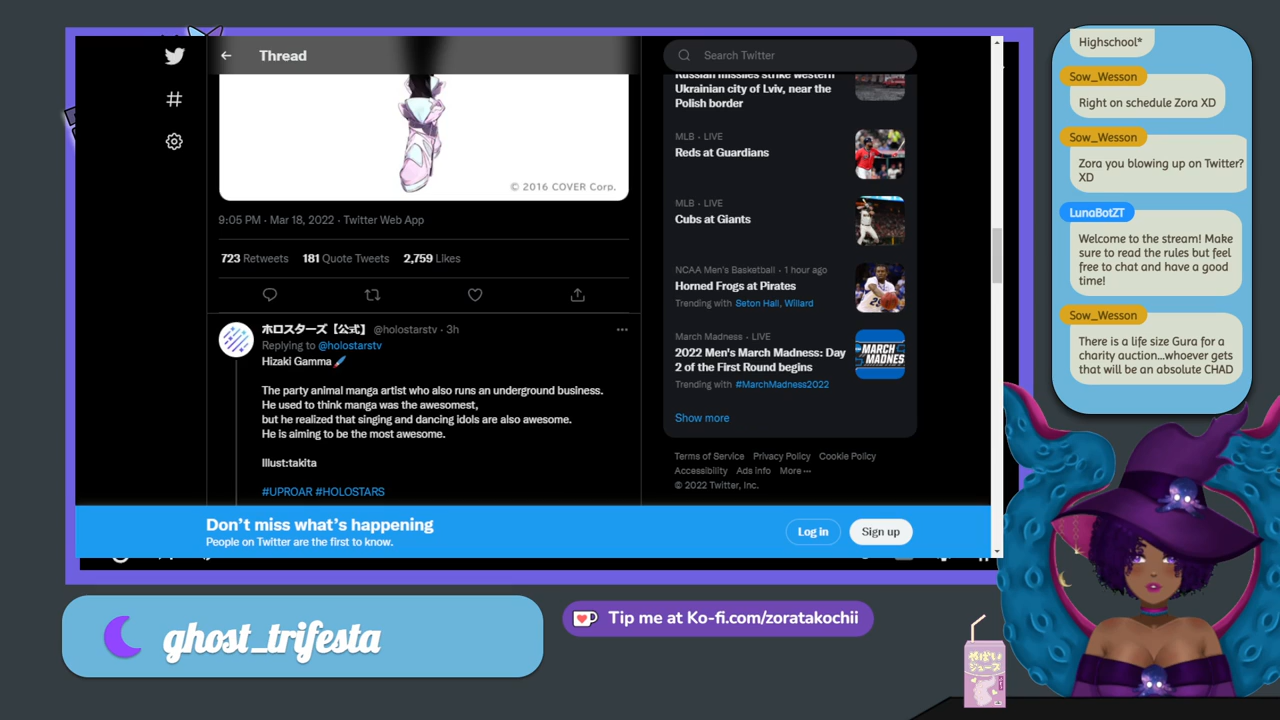 Thread
© 2016 COVER Corp.
9:05 PM · Mar 18, 2022 · Twitter Web App
723 Retweets 181 Quote Tweets 2,759 Likes
ホロスターズ【公式】 @holostarstv · 3h
Replying to @holostarstv
Hizaki Gamma
The party animal manga artist who also runs an underground business.
He used to think manga was the awesomest,
but he realized that singing and dancing idols are also awesome.
He is aiming to be the most awesome.
Illust:takita
#UPROAR #HOLOSTARS
Search Twitter
Russian missiles strike western
Ukrainian city of Lviv, near the
Polish border
MLB · LIVE
Reds at Guardians
MLB · LIVE
Cubs at Giants
NCAA Men's Basketball · 1 hour ago
Horned Frogs at Pirates
Trending with Seton Hall, Willard
March Madness · LIVE
2022 Men's March Madness: Day
2 of the First Round begins
Trending with #MarchMadness2022
MARCH
MADNES
Show more
Terms of Service Privacy Policy Cookie Policy
Accessibility Ads info More ···
© 2022 Twitter, Inc.
Don't miss what's happening
People on Twitter are the first to know.
Log in
Sign up
Highschool*
Sow_Wesson
Right on schedule Zora XD
Sow_Wesson
Zora you blowing up on Twitter?
XD
LunaBotZT
Welcome to the stream! Make
sure to read the rules but feel
free to chat and have a good
time!
Sow_Wesson
There is a life size Gura for a
charity auction...whoever gets
that will be an absolute CHAD
ghost_trifesta
Tip me at Ko-fi.com/zoratakochii
やばい
ジュース